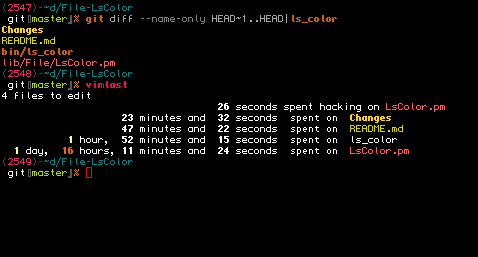 (2547)-~d/File-LsColor
git[master]% git diff --name-only HEAD~1..HEAD|ls_color
Changes
README.md
bin/ls_color
lib/File/LsColor.pm
(2548)-~d/File-LsColor
git[master]% vimlast
4 files to edit
26 seconds spent hacking on LsColor.pm
23 minutes and 32 seconds spent on Changes
47 minutes and 22 seconds spent on README.md
1 hour, 52 minutes and 15 seconds spent on ls_color
1 day, 16 hours, 11 minutes and 24 seconds spent on LsColor.pm
(2549)-~d/File-LsColor
git[master]%